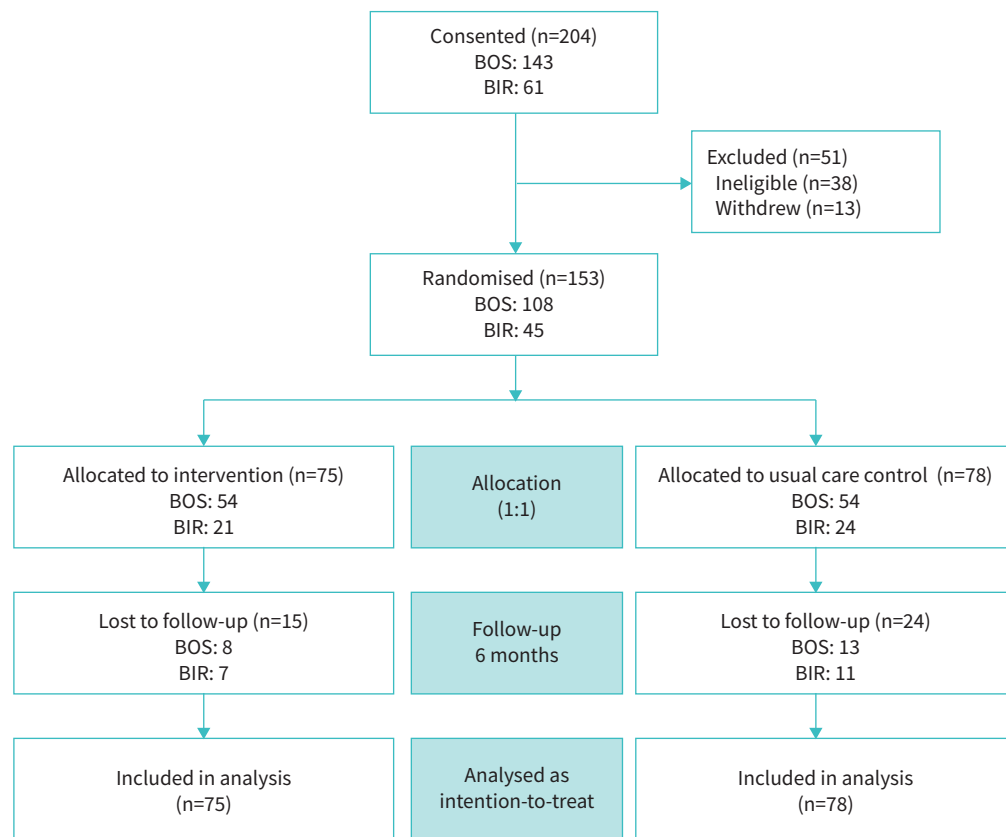 Consented (n=204)
BOS: 143
BIR: 61
Excluded (n=51)
Ineligible (n=38)
Withdrew (n=13)
Randomised (n=153)
BOS: 108
BIR: 45
Allocated to intervention (n=75)
BOS: 54
BIR: 21
Allocation
(1:1)
Allocated to usual care control (n=78)
BOS: 54
BIR: 24
Lost to follow-up (n=15)
BOS: 8
BIR: 7
Follow-up
6 months
Lost to follow-up (n=24)
BOS: 13
BIR: 11
Included in analysis
(n=75)
Analysed as
intention-to-treat
Included in analysis
(n=78)